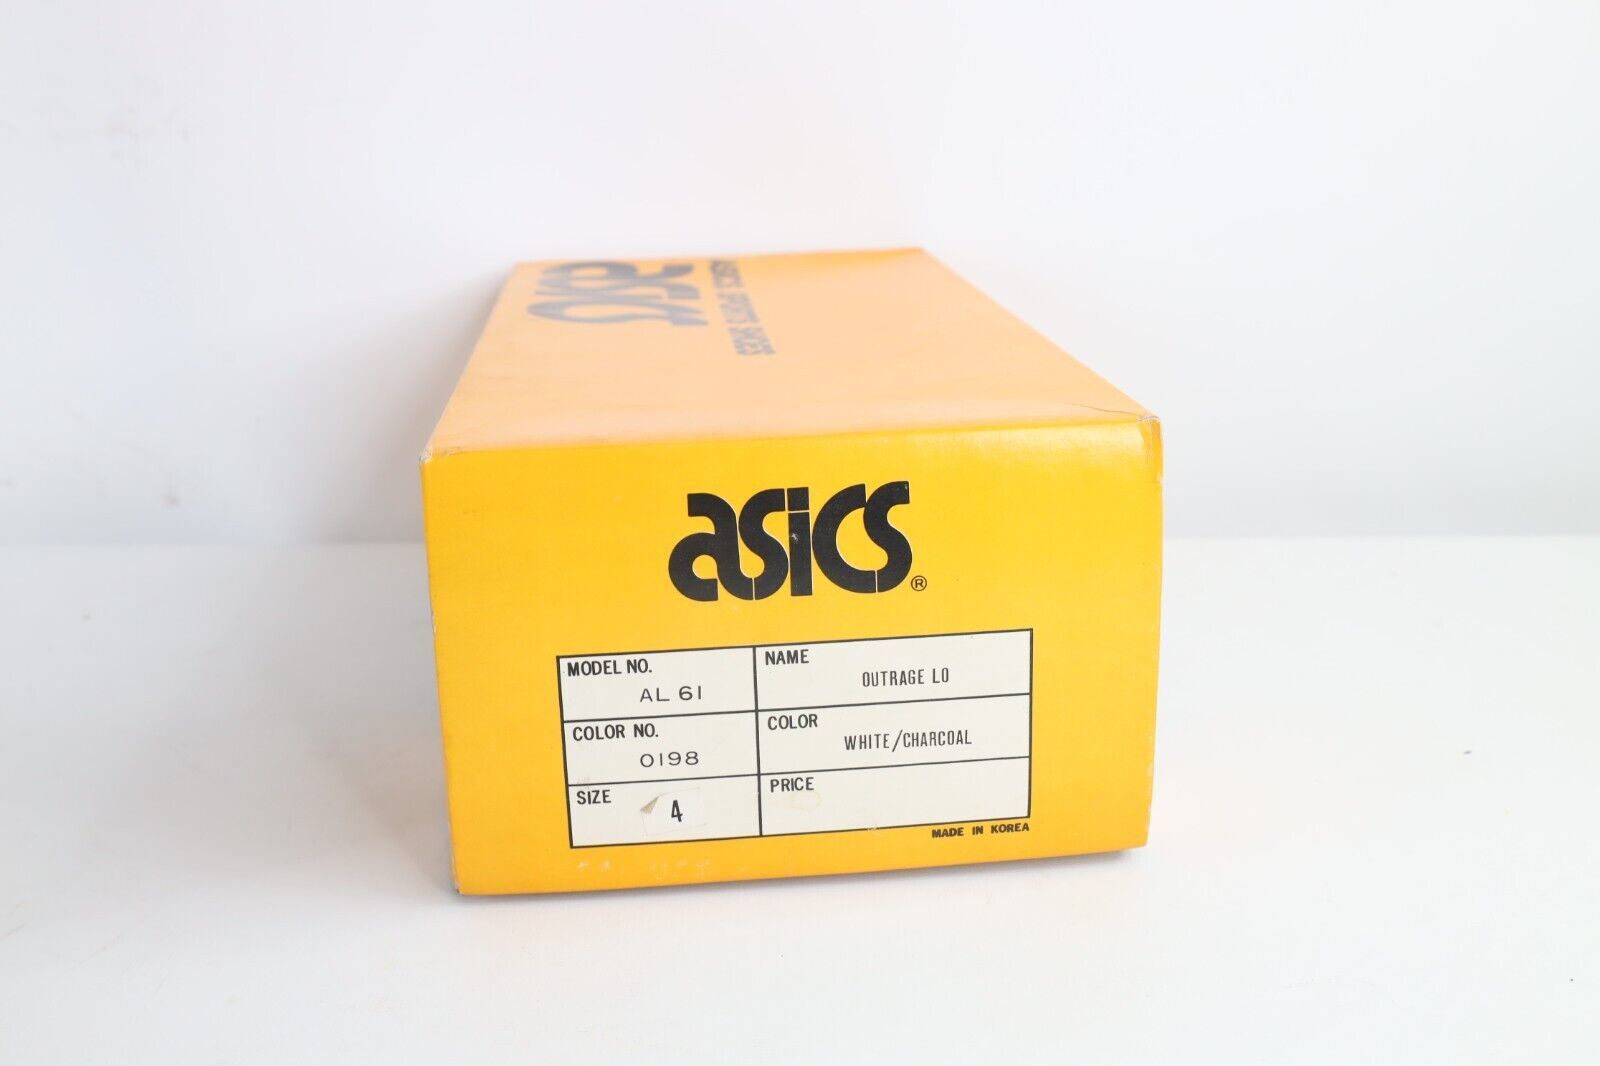 asics
ASICS SPORTS SHOES
asics®
MODEL NO. AL 61
NAME OUTRAGE LO
COLOR NO. 0198
COLOR WHITE/CHARCOAL
SIZE 4
PRICE
MADE IN KOREA